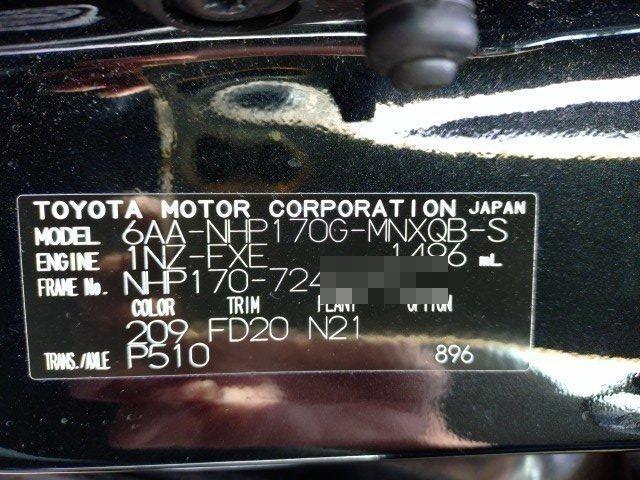 TOYOTA MOTOR CORPORATION JAPAN
MODEL 6AA-NHP170G-MNXQB-S
ENGINE 1NZ-FXE 1496 mL
FRAME No. NHP170-724
COLOR TRIM PLANT OPTION
209 FD20 N21
TRANS./AXLE P510 896